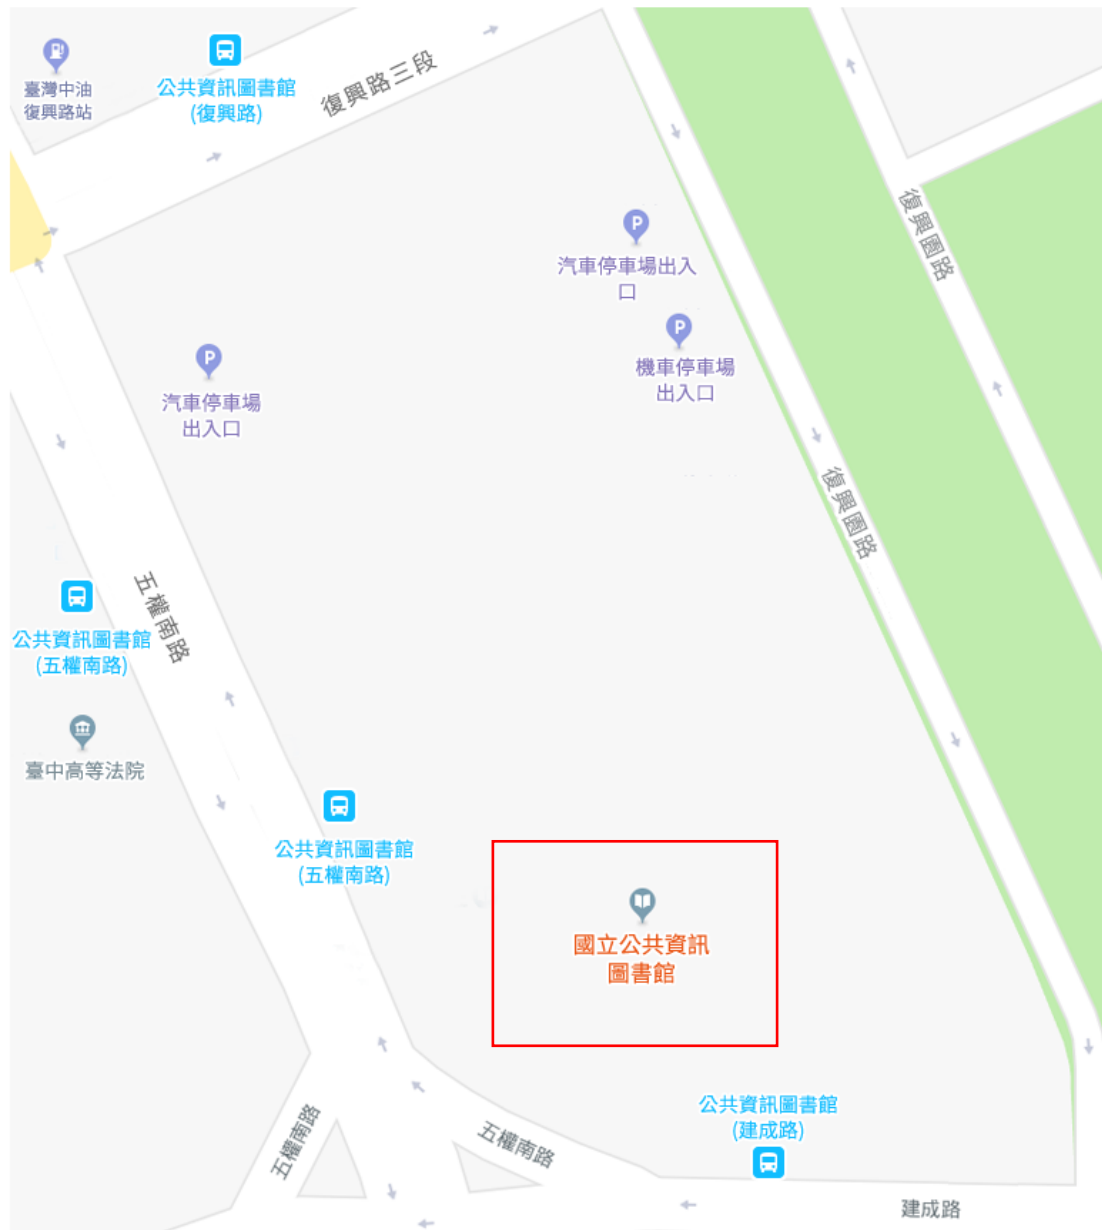 臺灣中油
復興路站
公共資訊圖書館
(復興路)
復興路三段
復興園路
P
汽車停車場出入
口
P
機車停車場
出入口
P
汽車停車場
出入口
復興園路
五權南路
公共資訊圖書館
(五權南路)
臺中高等法院
公共資訊圖書館
(五權南路)
國立公共資訊
圖書館
公共資訊圖書館
(建成路)
五權南路
五權南路
建成路